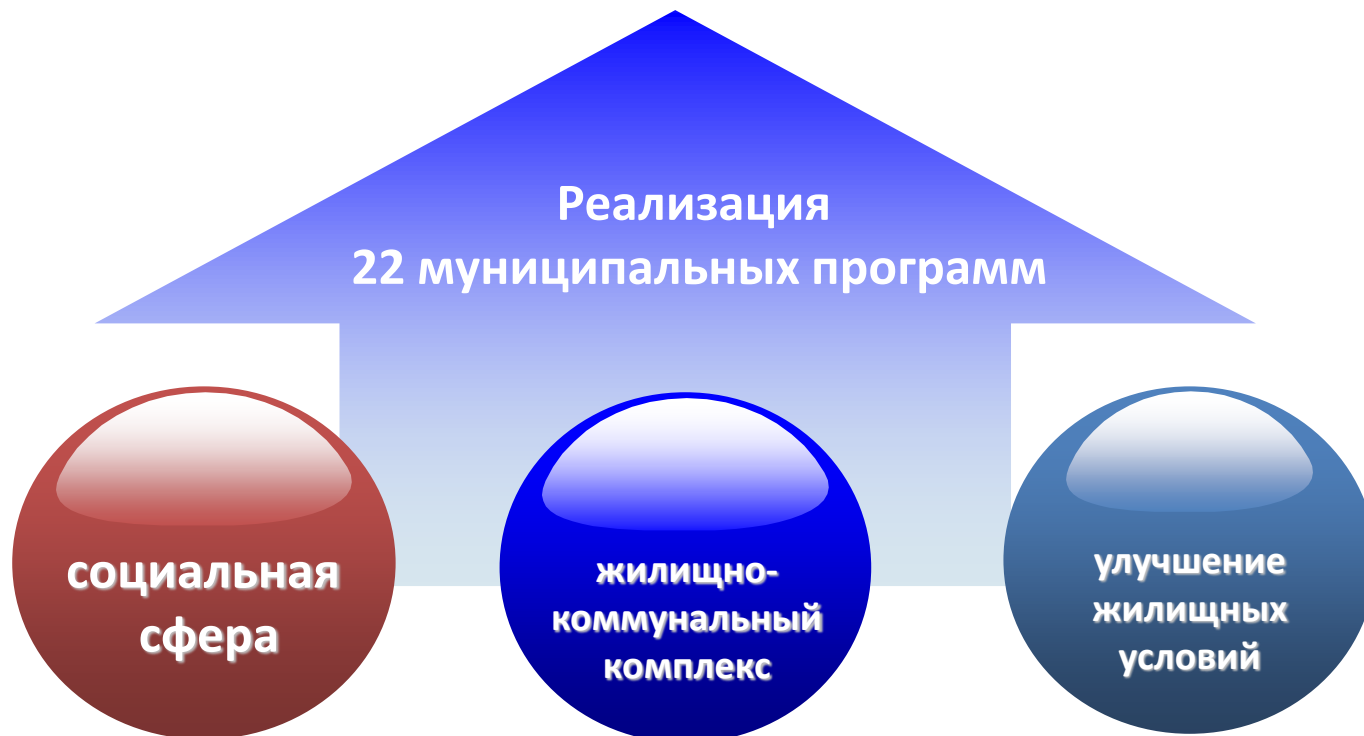 Реализация
22 муниципальных программ
социальная
сфера
жилищно-
коммунальный
комплекс
улучшение
жилищных
условий